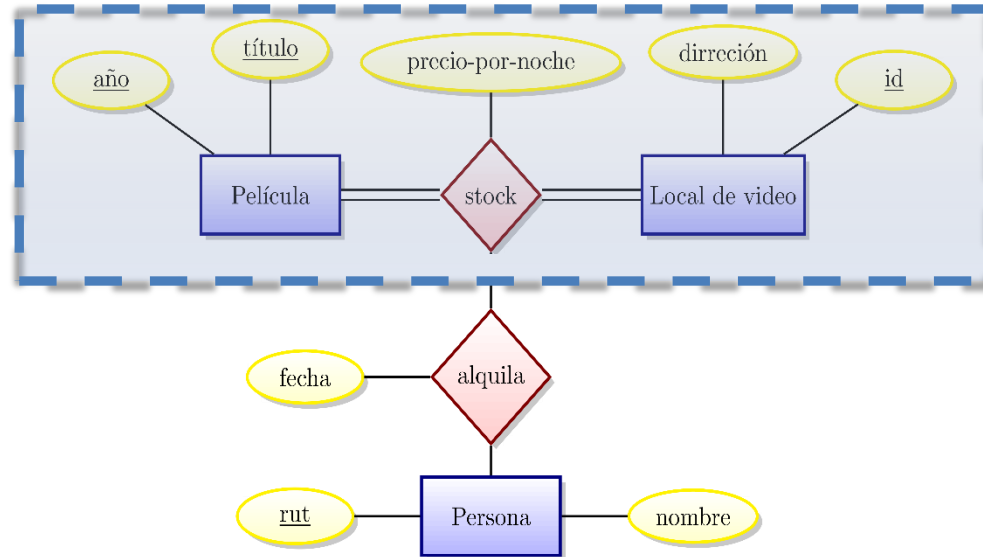 título
precio-por-noche
dirreción
año
id
Película
stock
Local de video
fecha
alquila
rut
Persona
nombre